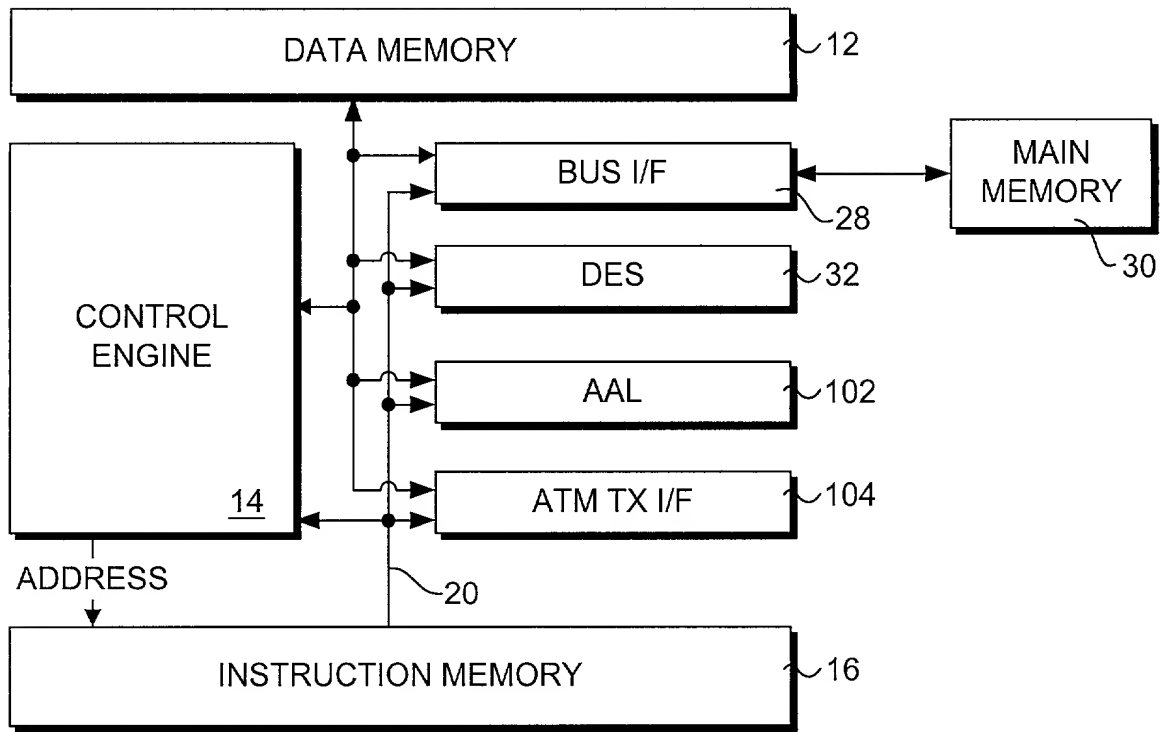 DATA MEMORY
12
BUS I/F
28
MAIN
MEMORY
30
DES
32
CONTROL
ENGINE
14
AAL
102
ATM TX I/F
104
ADDRESS
20
INSTRUCTION MEMORY
16